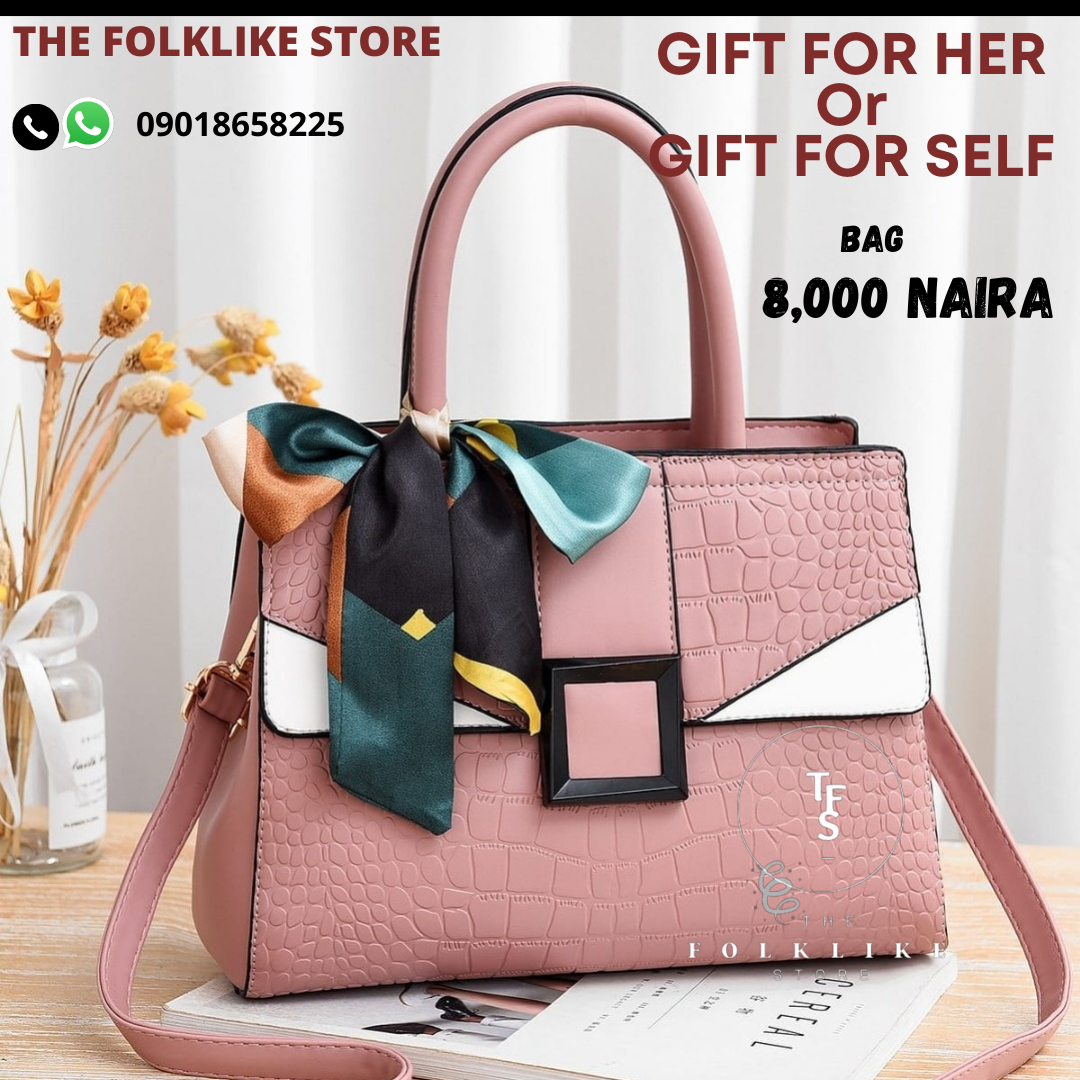 THE FOLKLIKE STORE
09018658225
GIFT FOR HER
Or
GIFT FOR SELF
BAG
8,000 NAIRA
TFS
THE
FOLKLIKE
STORE
CEREAL